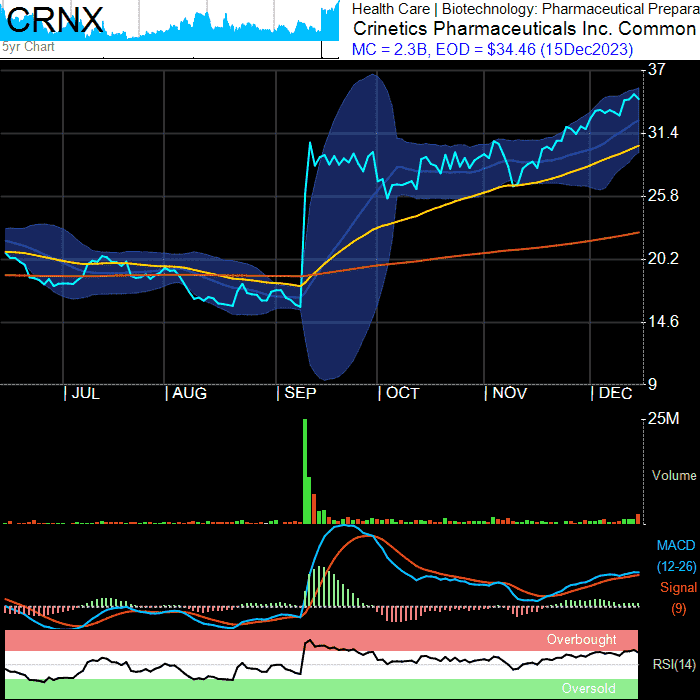 CRNX
5yr Chart
Health Care | Biotechnology: Pharmaceutical Prepara
Crinetics Pharmaceuticals Inc. Common
MC = 2.3B, EOD = $34.46 (15Dec2023)
37
31.4
25.8
20.2
14.6
9
| JUL | AUG | SEP | OCT | NOV | DEC
25M
Volume
MACD
(12-26)
Signal
(9)
Overbought
RSI(14)
Oversold